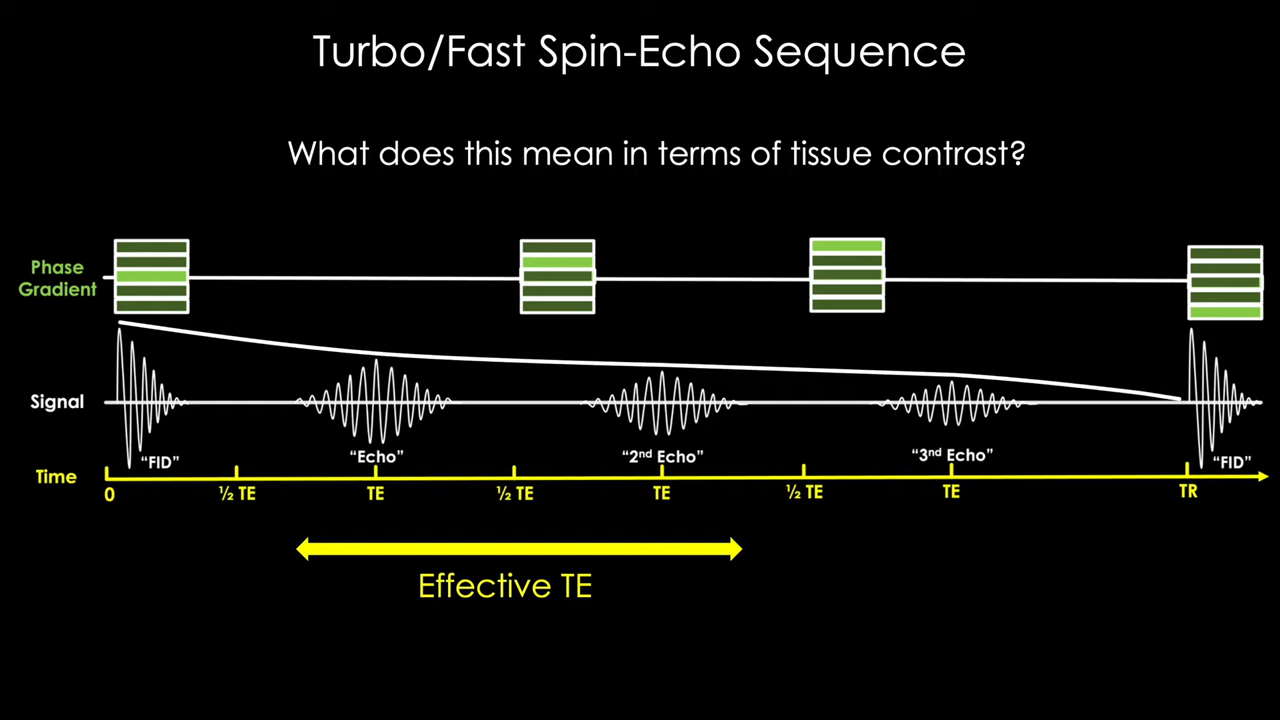 Turbo/Fast Spin-Echo Sequence
What does this mean in terms of tissue contrast?
Phase
Gradient
Signal
“FID”
“Echo”
“2nd Echo”
“3rd Echo”
“FID”
Time
0
½ TE
TE
½ TE
TE
½ TE
TE
TR
Effective TE